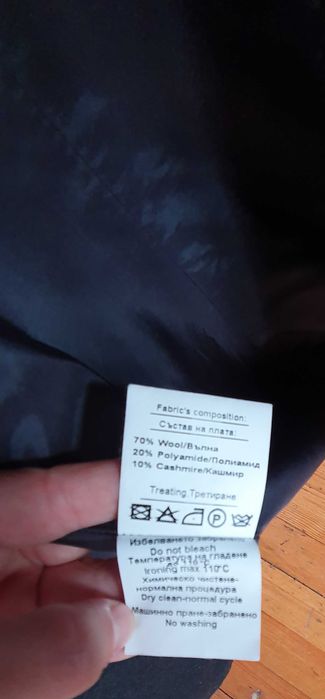 Fabric's composition:
Състав на плата:
70% Wool/Вълна
20% Polyamide/Полиамид
10% Cashmire/Кашмир
Treating Третиране
P
Избелването забранено
Do not bleach
Температура на гладене
до 110°C
Ironing max 110°C
Химическо чистене-
нормална процедура
Dry clean-normal cycle
Машинно пране-забранено
No washing